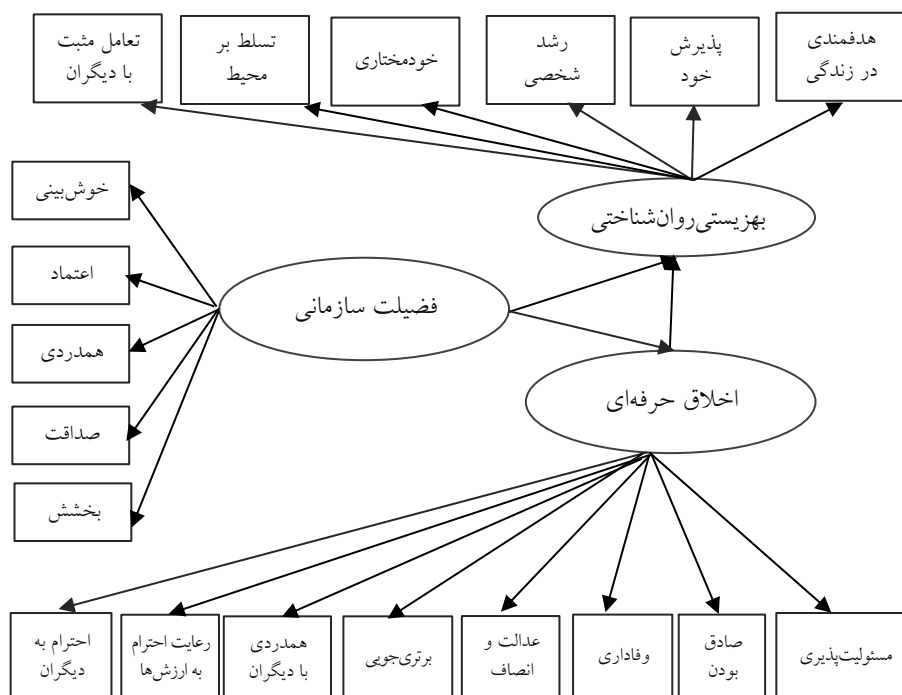 هدفمندی
در زندگی
پذیرش
خود
رشد
شخصی
خودمختاری
تسلط بر
محیط
تعامل مثبت
با دیگران
بهزیستی‌روان‌شناختی
خوش‌بینی
اعتماد
همدردی
صداقت
بخشش
فضیلت سازمانی
اخلاق حرفه‌ای
مسئولیت‌پذیری
صادق
بودن
وفاداری
عدالت و
انصاف
برتری‌جویی
همدردی
با دیگران
رعایت احترام
به ارزش‌ها
احترام به
دیگران